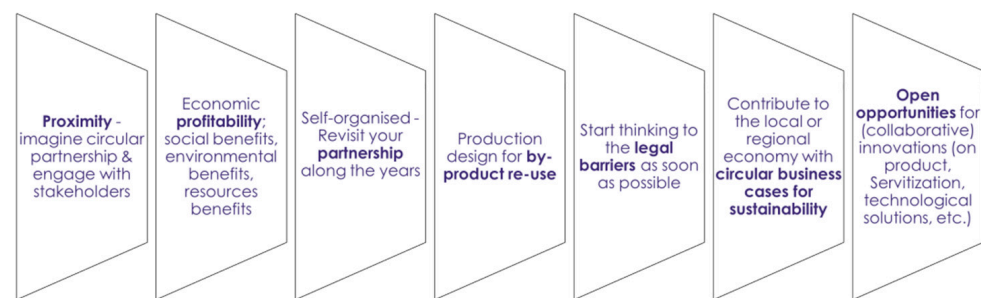 Proximity -
imagine circular
partnership &
engage with
stakeholders
Economic
profitability;
social benefits,
environmental
benefits,
resources
benefits
Self-organised -
Revisit your
partnership
along the years
Production
design for by-
product re-use
Start thinking to
the legal
barriers as soon
as possible
Contribute to
the local or
regional
economy with
circular business
cases for
sustainability
Open
opportunities for
(collaborative)
innovations (on
product,
Servitization,
technological
solutions, etc.)